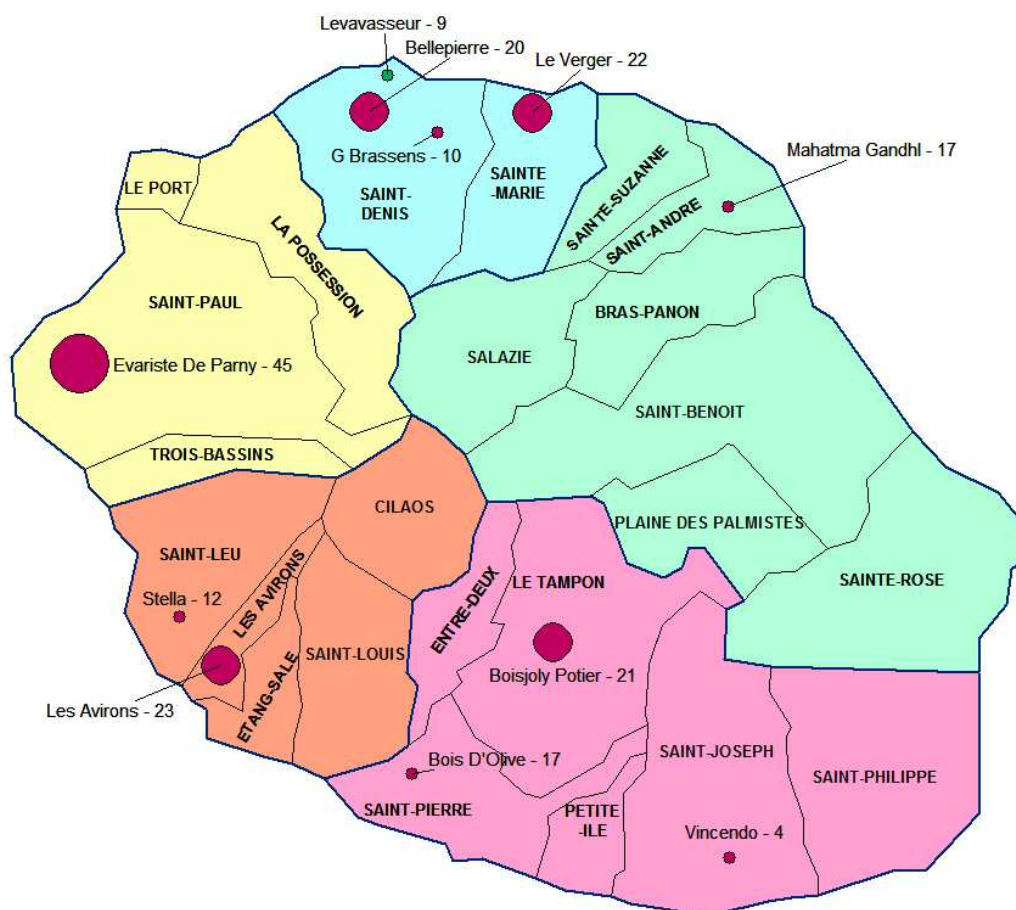 Levavasseur - 9
Bellepierre - 20
Le Verger - 22
G Brassens - 10
Mahatma Gandhl - 17
SAINT-
DENIS
SAINTE
-MARIE
SAINTE-SUZANNE
SAINT-ANDRE
LE PORT
LA POSSESSION
SAINT-PAUL
BRAS-PANON
SALAZIE
Evariste De Parny - 45
SAINT-BENOIT
TROIS-BASSINS
CILAOS
PLAINE DES PALMISTES
SAINT-LEU
LES AVIRONS
ENTRE-DEUX
LE TAMPON
SAINTE-ROSE
Stella - 12
SAINT-LOUIS
Boisjoly Potier - 21
Les Avirons - 23
ETANG-SALE
Bois D'Olive - 17
SAINT-JOSEPH
SAINT-PHILIPPE
SAINT-PIERRE
PETITE
-ILE
Vincendo - 4